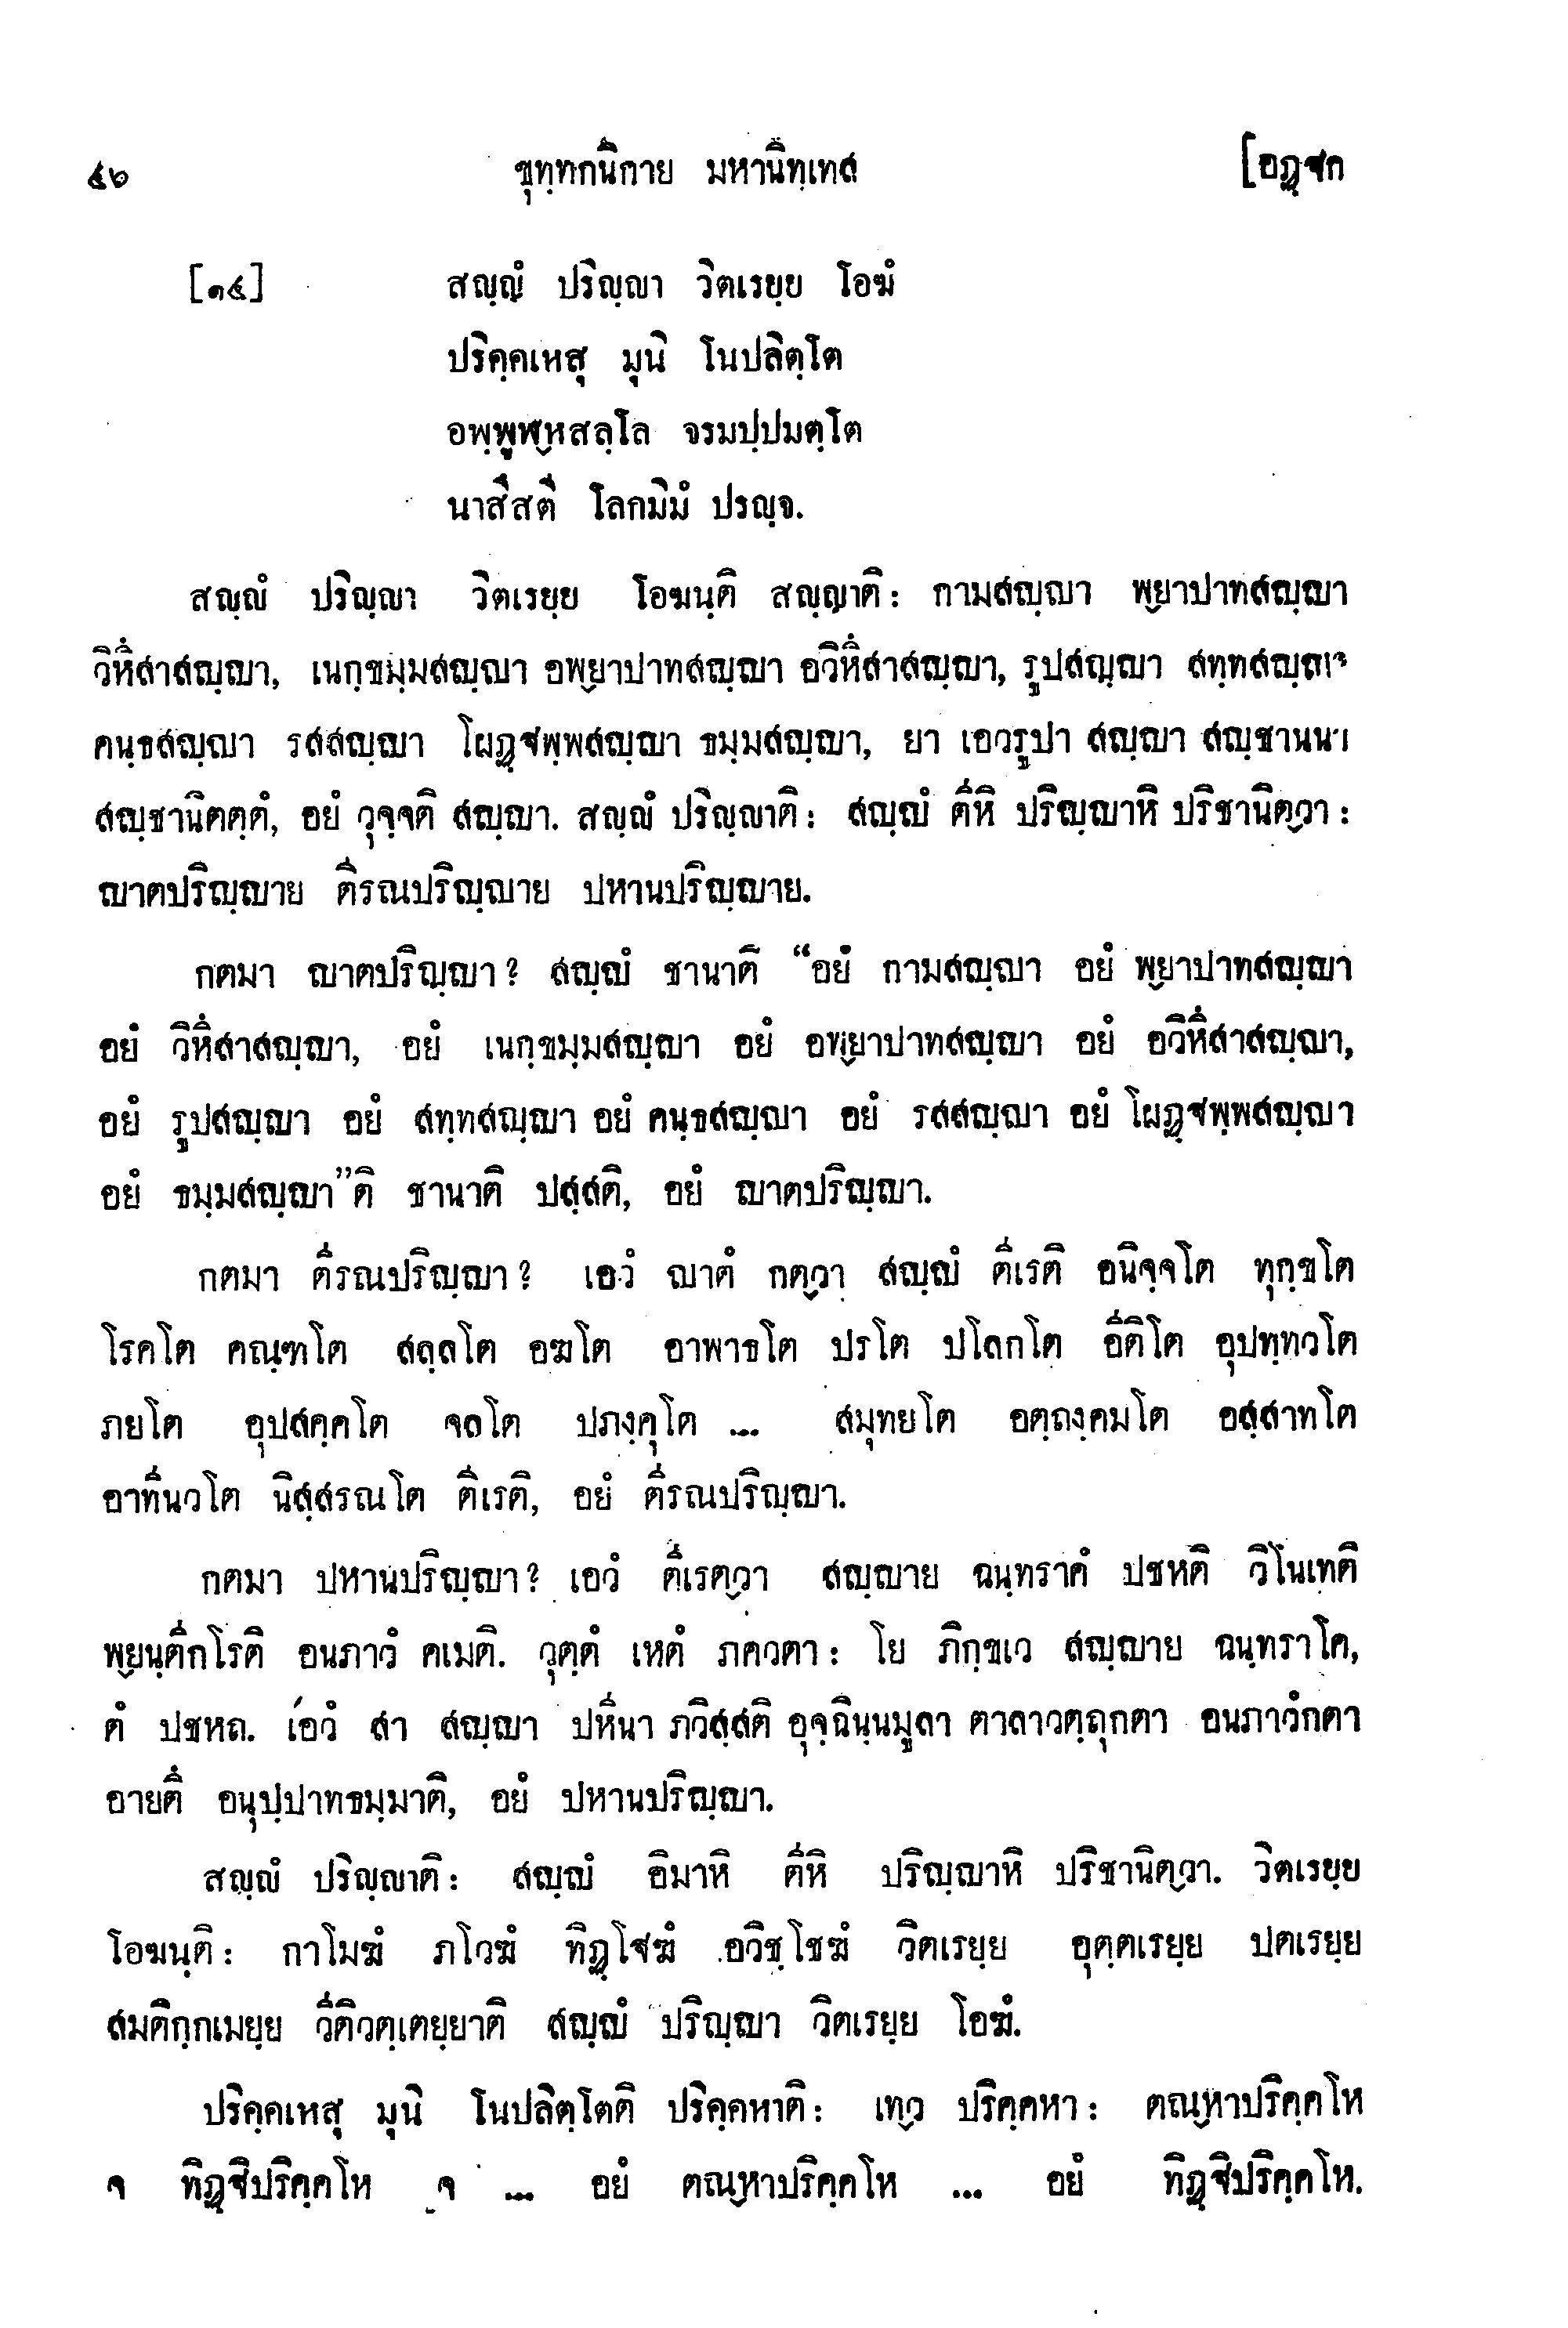 ๕๖ ขุทฺทกนิกาย มหานิทฺเทส [อฏฺฐก
[๑๕] สญฺญํ ปริญฺญา วิตเรยฺย โอฆํ
ปริคฺคเหสุ มุนิ โนปลิตฺโต
อพฺพูฬฺหสลฺโล จรมปฺปมตฺโต
นาสึสตี โลกมิมํ ปรญฺจ.
สญฺญํ ปริญฺญา วิตเรยฺย โอฆนฺติ สญฺญาติ: กามสญฺญา พฺยาปาทสญฺญา
วิหึสาสญฺญา, เนกฺขมฺมสญฺญา อพฺยาปาทสญฺญา อวิหึสาสญฺญา, รูปสญฺญา สทฺทสญฺญา
คนฺธสญฺญา รสสญฺญา โผฏฺฐพฺพสญฺญา ธมฺมสญฺญา, ยา เอวรูปา สญฺญา สญฺชานนา
สญฺชานิตตฺตํ, อยํ วุจฺจติ สญฺญา. สญฺญํ ปริญฺญาติ: สญฺญํ ตีหิ ปริญฺญาหิ ปริชานิตฺวา:
ญาตปริญฺญาย ตีรณปริญฺญาย ปหานปริญฺญาย.
กตมา ญาตปริญฺญา? สญฺญํ ชานาติ “อยํ กามสญฺญา อยํ พฺยาปาทสญฺญา
อยํ วิหึสาสญฺญา, อยํ เนกฺขมฺมสญฺญา อยํ อพฺยาปาทสญฺญา อยํ อวิหึสาสญฺญา,
อยํ รูปสญฺญา อยํ สทฺทสญฺญา อยํ คนฺธสญฺญา อยํ รสสญฺญา อยํ โผฏฺฐพฺพสญฺญา
อยํ ธมฺมสญฺญา”ติ ชานาติ ปสฺสติ, อยํ ญาตปริญฺญา.
กตมา ตีรณปริญฺญา? เอวํ ญาตํ กตฺวา สญฺญํ ตีเรติ อนิจฺจโต ทุกฺขโต
โรคโต คณฺฑโต สลฺลโต อฆโต อาพาธโต ปรโต ปโลกโต อีติโต อุปทฺทวโต
ภยโต อุปสคฺคโต จลโต ปภงฺคุโต ... สมุทยโต อตฺถงฺคมโต อสฺสาทโต
อาทีนวโต นิสฺสรณโต ตีเรติ, อยํ ตีรณปริญฺญา.
กตมา ปหานปริญฺญา? เอวํ ตีเรตฺวา สญฺญาย ฉนฺทราคํ ปชหติ วิโนเทติ
พฺยนฺตีกโรติ อนภาวํ คเมติ. วุตฺตํ เหตํ ภควตา: โย ภิกฺขเว สญฺญาย ฉนฺทราโค,
ตํ ปชหถ. เอวํ สา สญฺญา ปหีนา ภวิสฺสติ อุจฺฉินฺนมูลา ตาลาวตฺถุกตา อนภาวํกตา
อายตึ อนุปฺปาทธมฺมาติ, อยํ ปหานปริญฺญา.
สญฺญํ ปริญฺญาติ: สญฺญํ อิมาหิ ตีหิ ปริญฺญาหิ ปริชานิตฺวา. วิตเรยฺย
โอฆนฺติ: กาโมฆํ ภโวฆํ ทิฏฺโฐฆํ อวิชฺโชฆํ วิตเรยฺย อุตฺตเรยฺย ปตเรยฺย
สมติกฺกเมยฺย วีติวตฺเตยฺยาติ สญฺญํ ปริญฺญา วิตเรยฺย โอฆํ.
ปริคฺคเหสุ มุนิ โนปลิตฺโตติ ปริคฺคหาติ: เทฺว ปริคฺคหา: ตณฺหาปริคฺคโห
จ ทิฏฺฐิปริคฺคโห จ ... อยํ ตณฺหาปริคฺคโห ... อยํ ทิฏฺฐิปริคฺคโห.